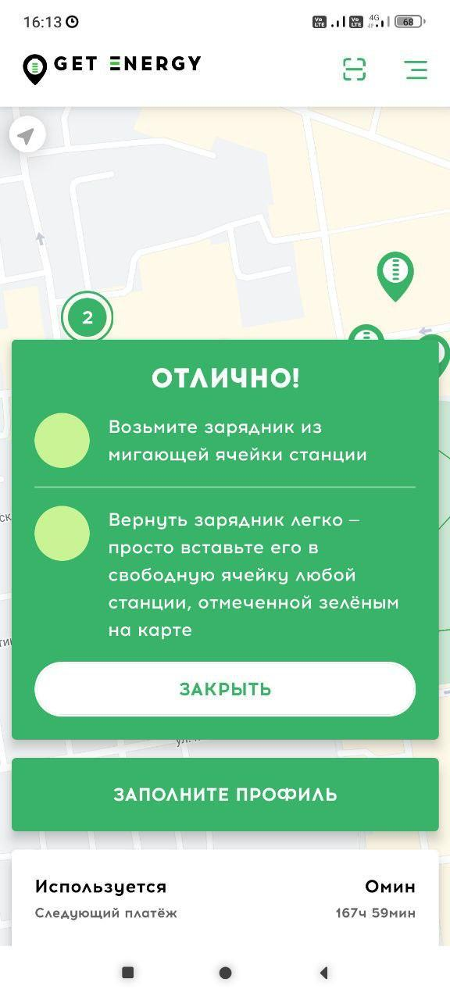 16:13
Vo LTE
Vo LTE
4G
68
GET ENERGY
2
ОТЛИЧНО!
Возьмите зарядник из
мигающей ячейки станции
Вернуть зарядник легко —
просто вставьте его в
свободную ячейку любой
станции, отмеченной зелёным
на карте
ЗАКРЫТЬ
ЗАПОЛНИТЕ ПРОФИЛЬ
Используется 0мин
Следующий платёж 167ч 59мин